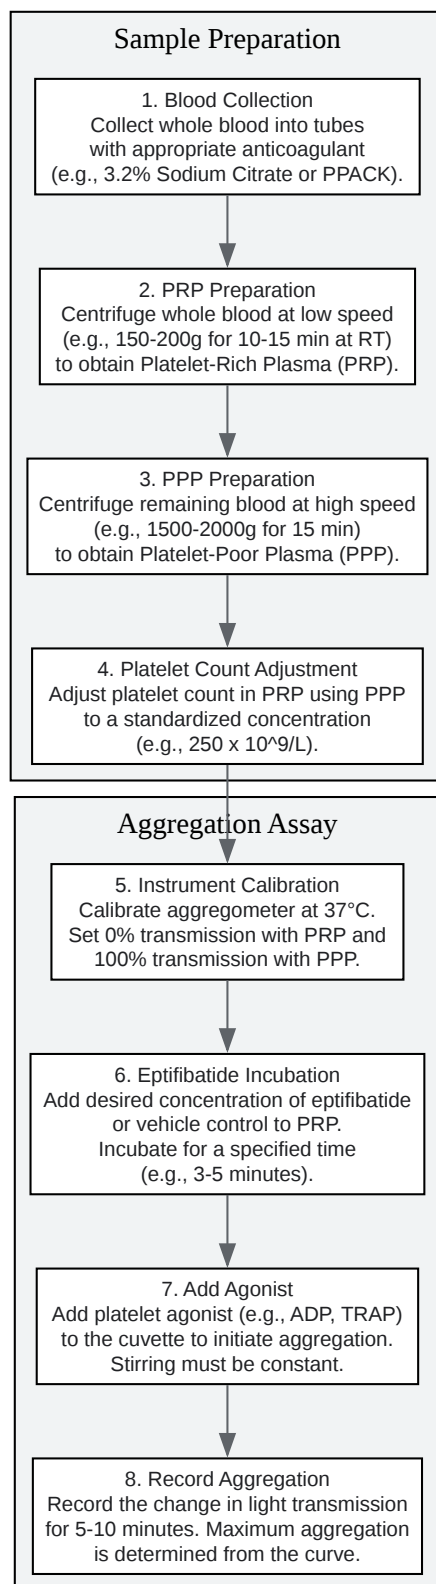 Sample Preparation
1. Blood Collection
Collect whole blood into tubes
with appropriate anticoagulant
(e.g., 3.2% Sodium Citrate or PPACK).
2. PRP Preparation
Centrifuge whole blood at low speed
(e.g., 150-200g for 10-15 min at RT)
to obtain Platelet-Rich Plasma (PRP).
3. PPP Preparation
Centrifuge remaining blood at high speed
(e.g., 1500-2000g for 15 min)
to obtain Platelet-Poor Plasma (PPP).
4. Platelet Count Adjustment
Adjust platelet count in PRP using PPP
to a standardized concentration
(e.g., 250 x 10^9/L).
Aggregation Assay
5. Instrument Calibration
Calibrate aggregometer at 37°C.
Set 0% transmission with PRP and
100% transmission with PPP.
6. Eptifibatide Incubation
Add desired concentration of eptifibatide
or vehicle control to PRP.
Incubate for a specified time
(e.g., 3-5 minutes).
7. Add Agonist
Add platelet agonist (e.g., ADP, TRAP)
to the cuvette to initiate aggregation.
Stirring must be constant.
8. Record Aggregation
Record the change in light transmission
for 5-10 minutes. Maximum aggregation
is determined from the curve.